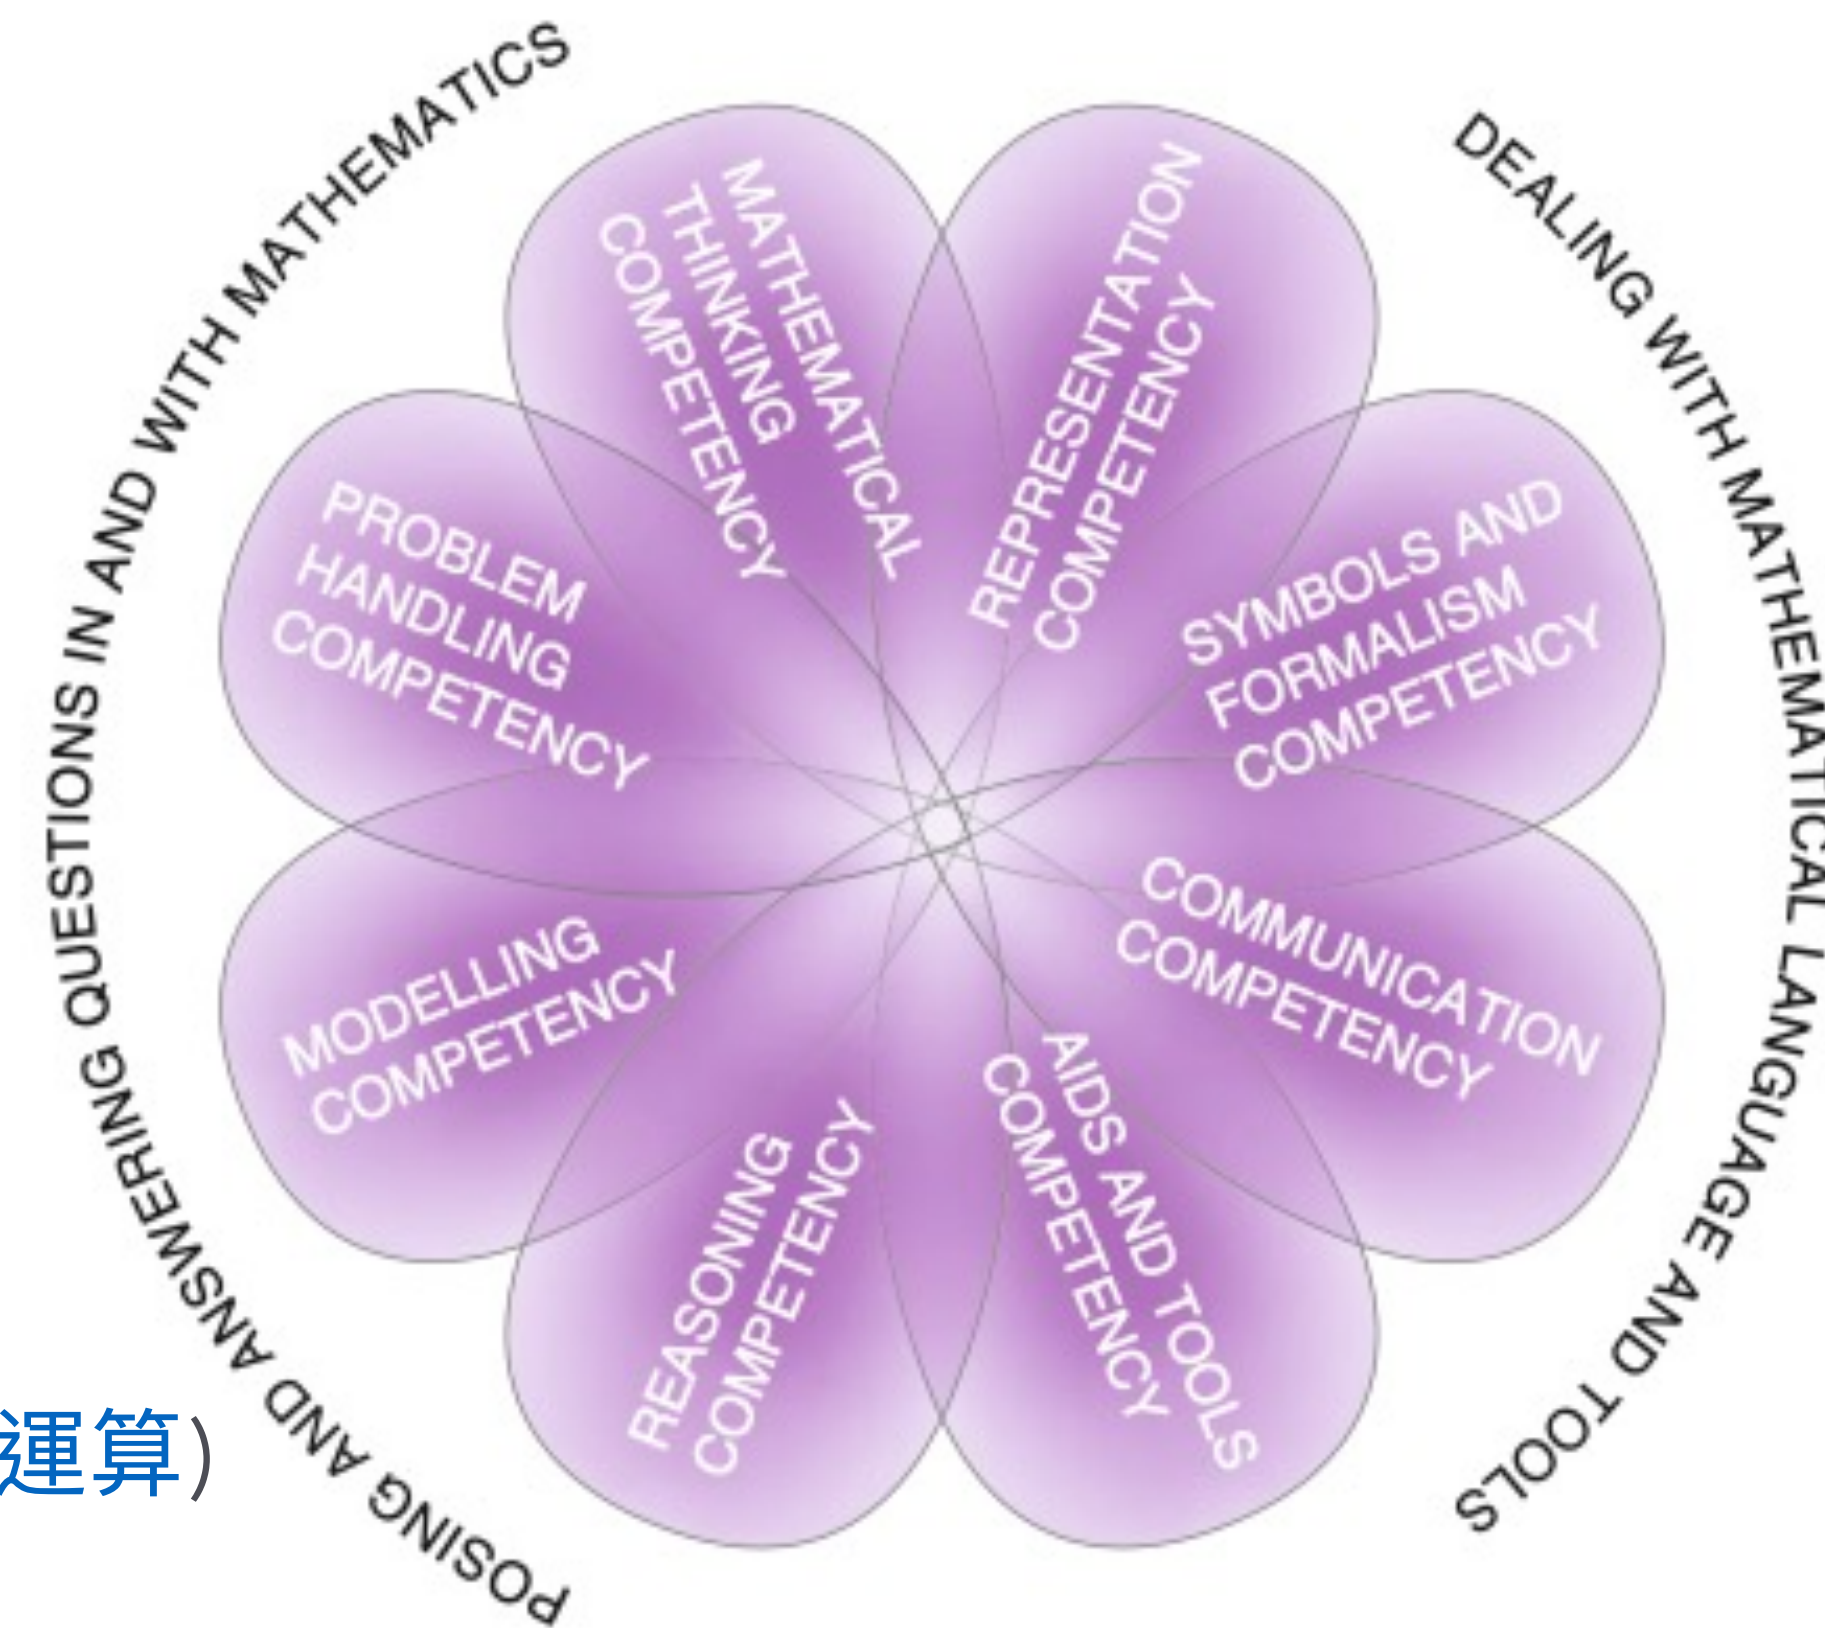 POSING AND ANSWERING QUESTIONS IN AND WITH MATHEMATICS
DEALING WITH MATHEMATICAL LANGUAGE AND TOOLS
MATHEMATICAL
THINKING
COMPETENCY
REPRESENTATION
COMPETENCY
PROBLEM
HANDLING
COMPETENCY
SYMBOLS AND
FORMALISM
COMPETENCY
MODELLING
COMPETENCY
COMMUNICATION
COMPETENCY
REASONING
COMPETENCY
AIDS AND TOOLS
COMPETENCY
運算)